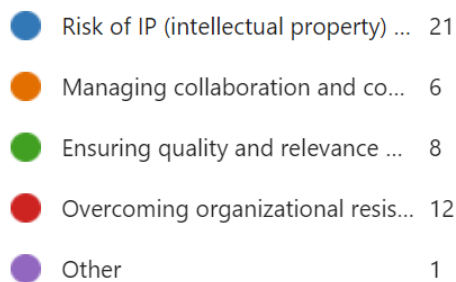 Risk of IP (intellectual property) ... 21
Managing collaboration and co... 6
Ensuring quality and relevance ... 8
Overcoming organizational resis... 12
Other 1